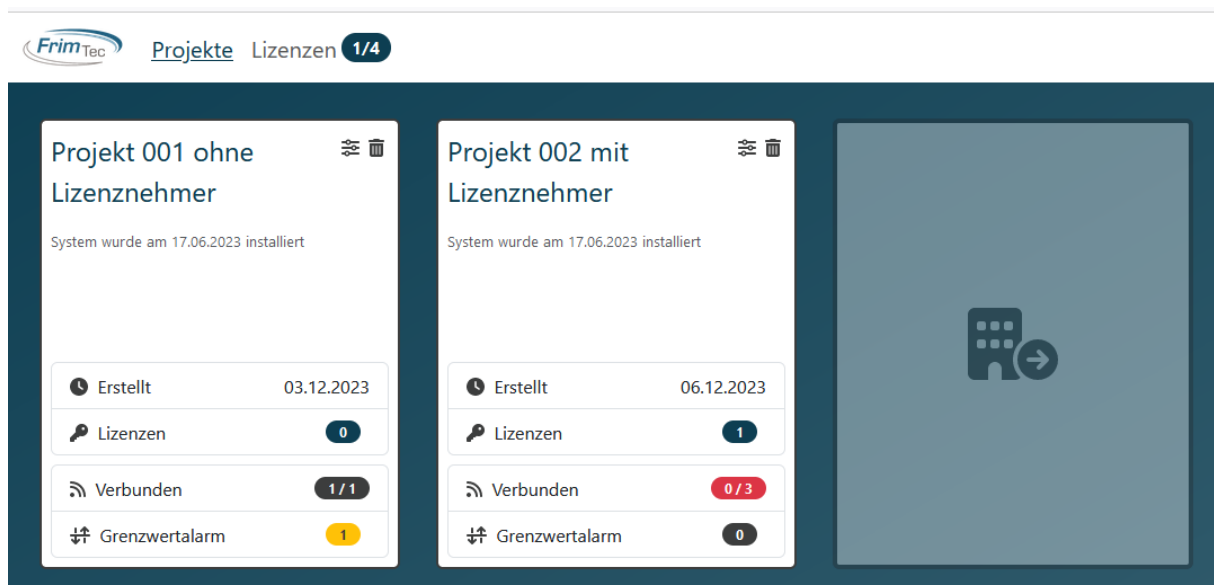 FrimTec Projekte Lizenzen 1/4
Projekt 001 ohne
Lizenznehmer
System wurde am 17.06.2023 installiert
Erstellt 03.12.2023
Lizenzen 0
Verbunden 1 / 1
Grenzwertalarm 1
Projekt 002 mit
Lizenznehmer
System wurde am 17.06.2023 installiert
Erstellt 06.12.2023
Lizenzen 1
Verbunden 0 / 3
Grenzwertalarm 0